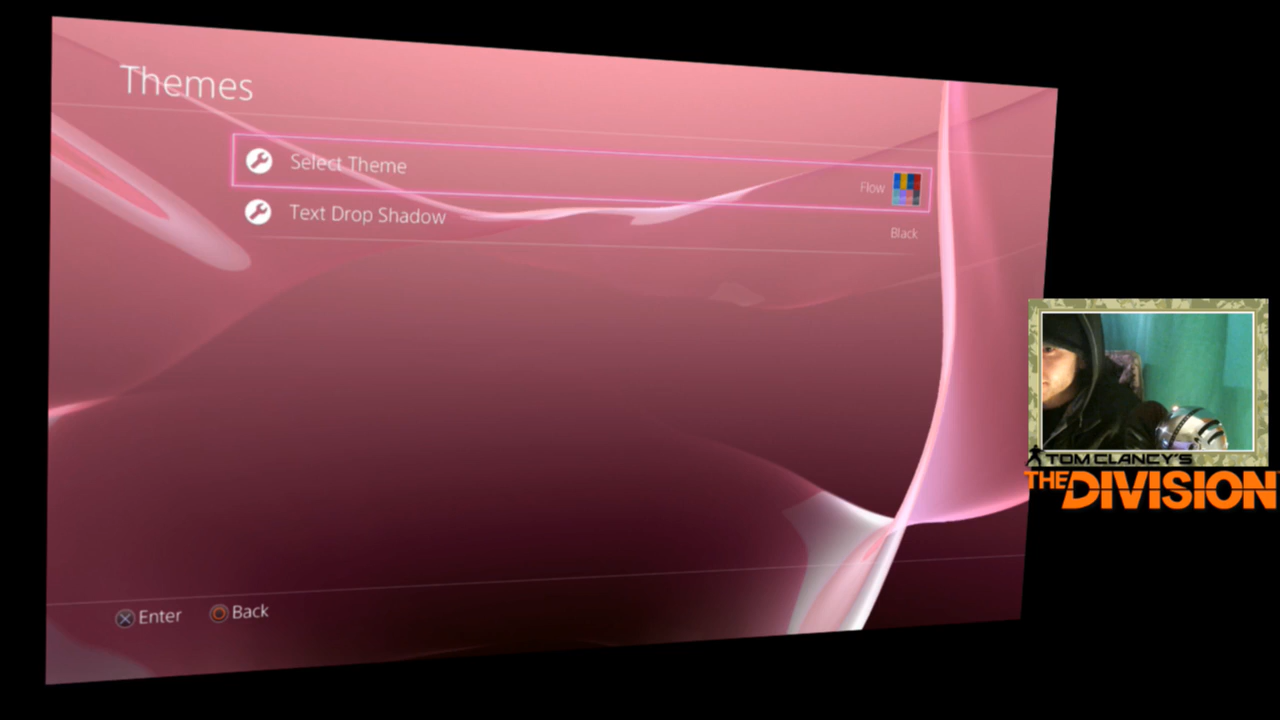 Themes
Select Theme
Flow
Text Drop Shadow
Black
Enter
Back
TOM CLANCY'S
THE DIVISION